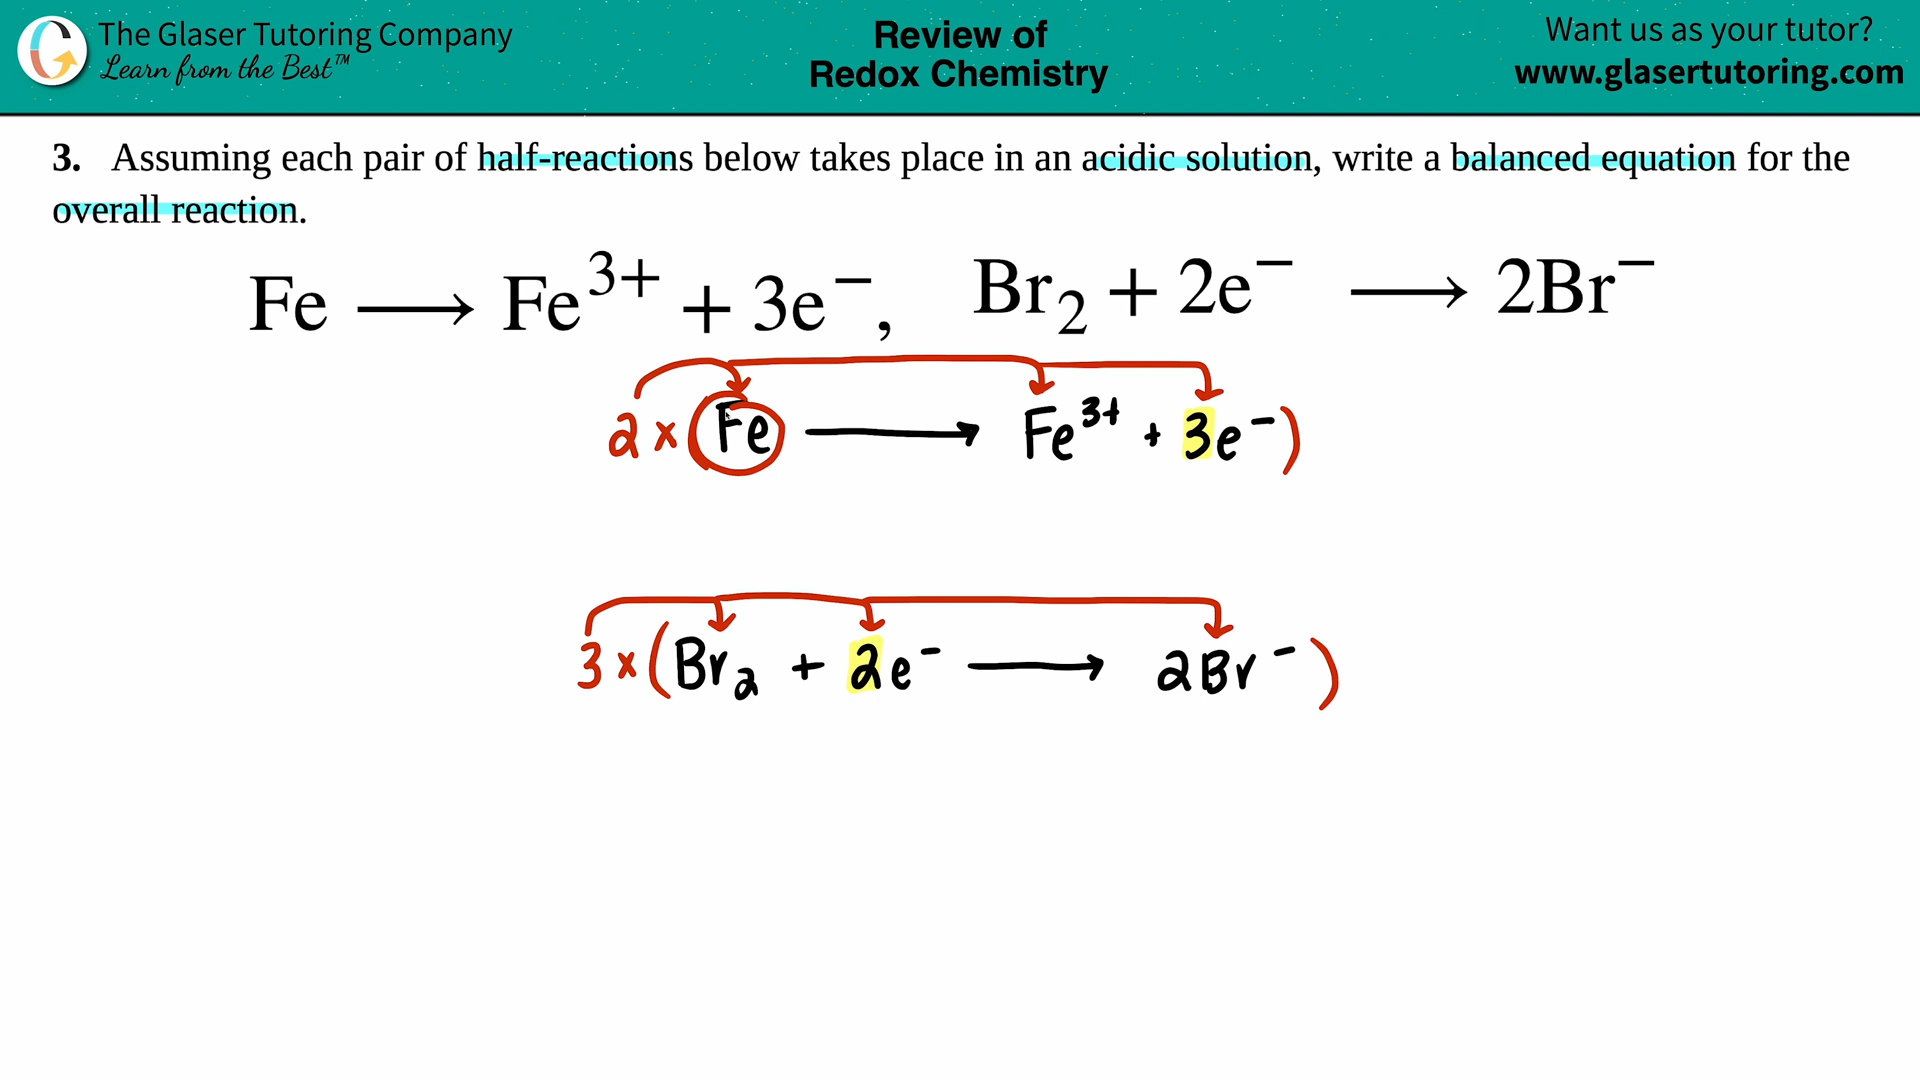 The Glaser Tutoring Company
Learn from the Best™
Review of
Redox Chemistry
Want us as your tutor?
www.glasertutoring.com
3. Assuming each pair of half-reactions below takes place in an acidic solution, write a balanced equation for the
overall reaction.
Fe ⟶ Fe³⁺ + 3e⁻, Br₂ + 2e⁻ ⟶ 2Br⁻
2 × (Fe ⟶ Fe³⁺ + 3e⁻)
3 × (Br₂ + 2e⁻ ⟶ 2Br⁻)